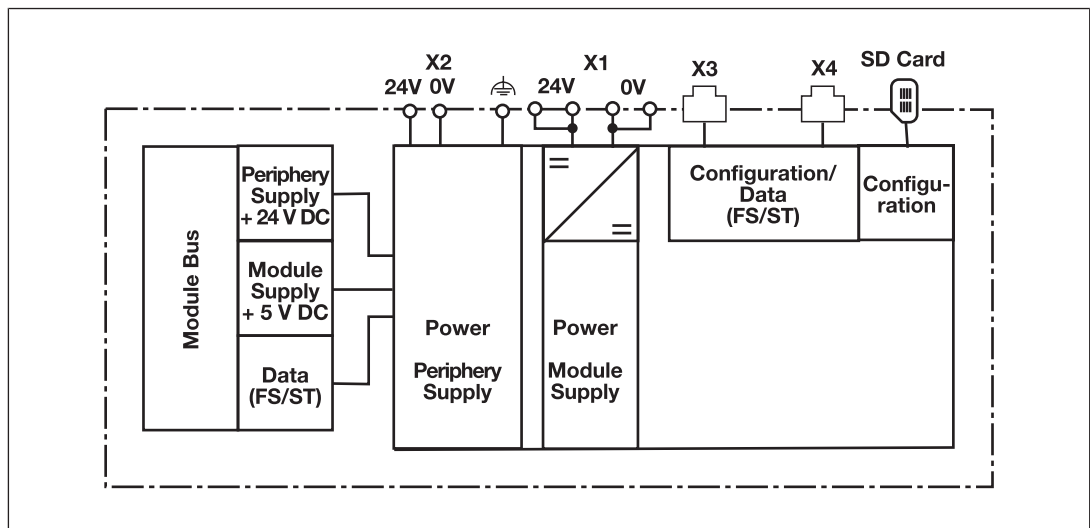 X2
24V 0V
X1
24V 0V
X3
X4
SD Card
Module Bus
Periphery
Supply
+ 24 V DC
Module
Supply
+ 5 V DC
Data
(FS/ST)
Power
Periphery
Supply
Power
Module
Supply
Configuration/
Data
(FS/ST)
Configu-
ration